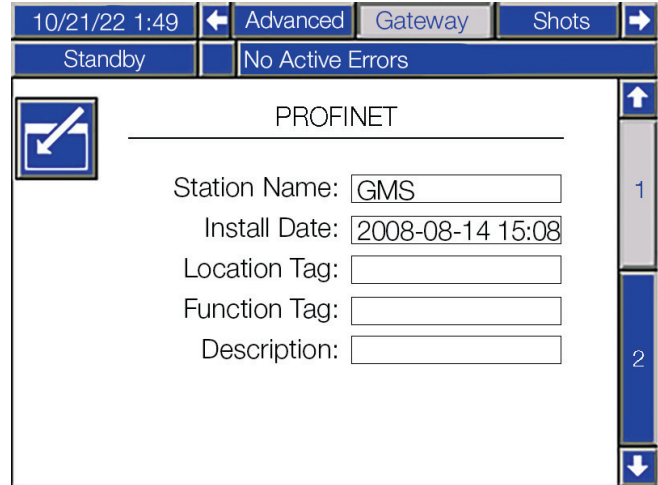 10/21/22 1:49 Advanced Gateway Shots
Standby No Active Errors
PROFINET
1
Station Name: GMS
Install Date: 2008-08-14 15:08
Location Tag:
Function Tag:
Description:
2